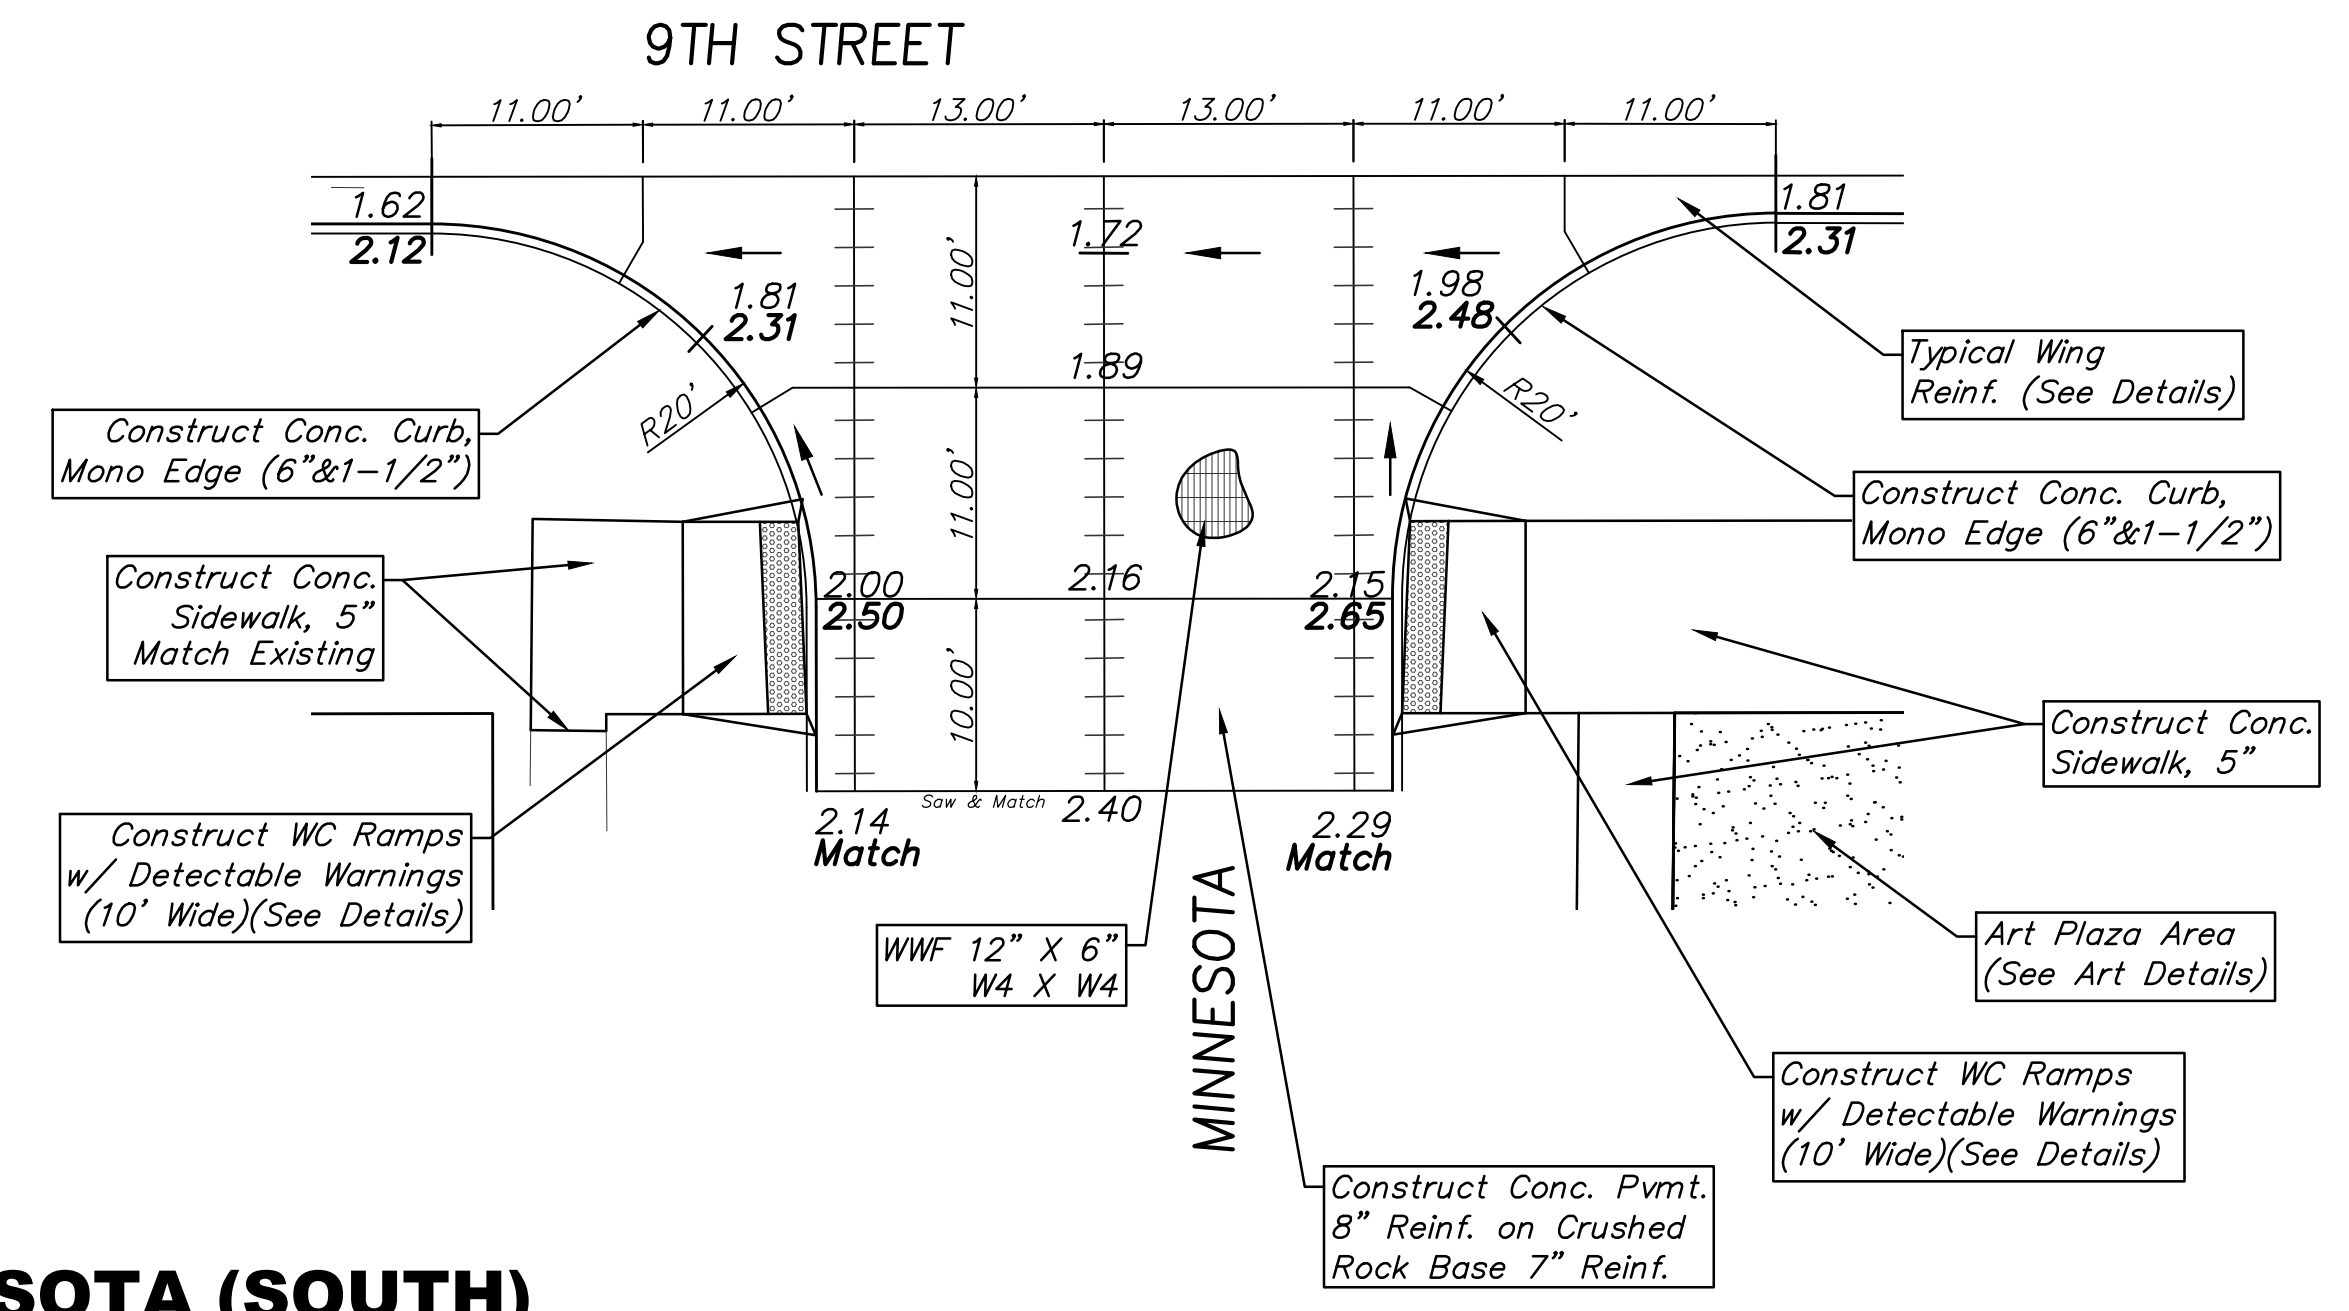 9TH STREET
11.00' 11.00' 13.00' 13.00' 11.00' 11.00'
1.62
2.12
1.81
2.31
1.72
1.98
2.48
1.81
2.31
11.00'
1.89
1.81
2.31
Typical Wing
Reinf. (See Details)
R20'
R20'
Construct Conc. Curb,
Mono Edge (6"&1-1/2")
Construct Conc. Curb,
Mono Edge (6"&1-1/2")
11.00'
Construct Conc.
Sidewalk, 5"
Match Existing
2.00
2.50
2.16
2.15
2.65
10.00'
Construct Conc.
Sidewalk, 5"
Saw & Match
2.14
Match
2.40
2.29
Match
Construct WC Ramps
w/ Detectable Warnings
(10' Wide)(See Details)
WWF 12" X 6"
W4 X W4
MINNESOTA
Art Plaza Area
(See Art Details)
Construct WC Ramps
w/ Detectable Warnings
(10' Wide)(See Details)
Construct Conc. Pvmt.
8" Reinf. on Crushed
Rock Base 7" Reinf.
SOTA (SOUTH)